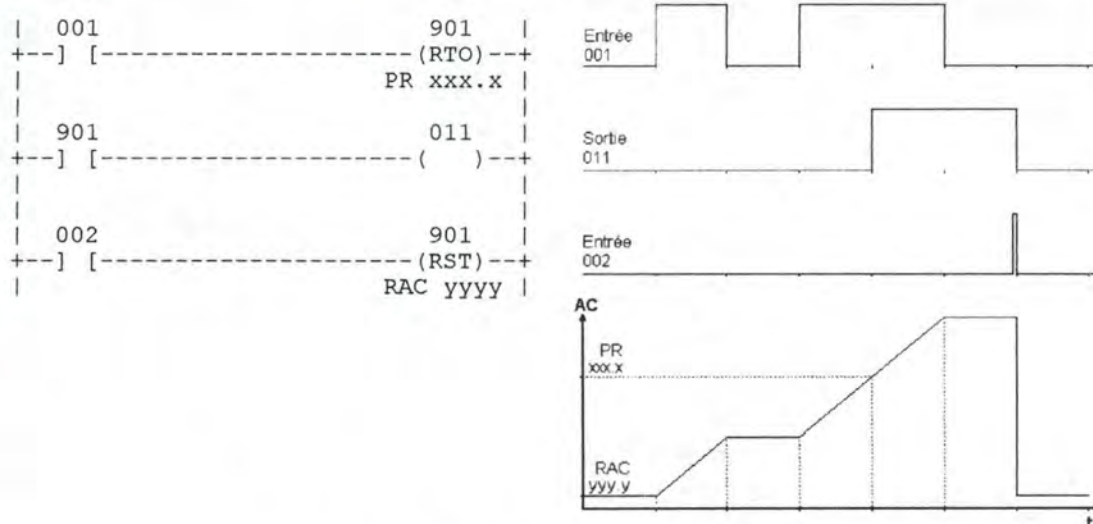 | 001 901 |
+--] [------------------------(RTO)--+
| PR xxx.x |
| 901 011 |
+--] [------------------------( )--+
| 002 901 |
+--] [------------------------(RST)--+
| RAC yyyy |
Entrée
001
Sortie
011
Entrée
002
AC
PR
xxx.x
RAC
yyy.y
t